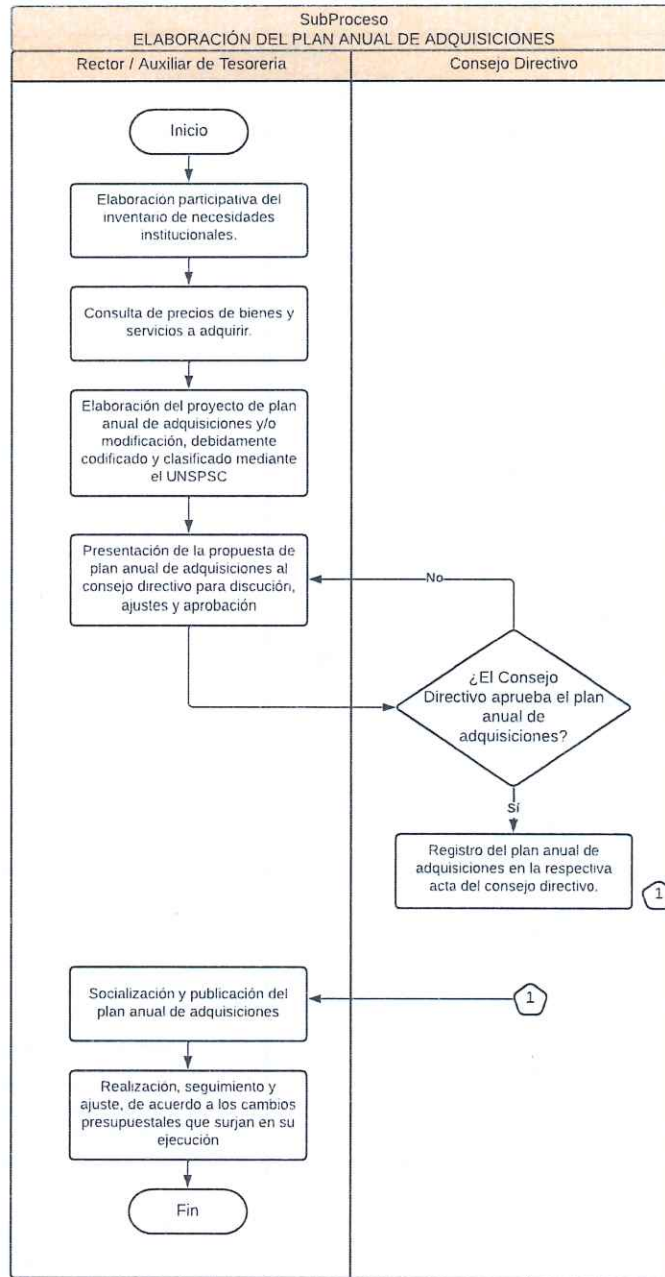 SubProceso
ELABORACIÓN DEL PLAN ANUAL DE ADQUISICIONES
Rector / Auxiliar de Tesoreria
Consejo Directivo
Inicio
Elaboracion participativa del
inventario de necesidades
institucionales.
Consulta de precios de bienes y
servicios a adquirir.
Elaboración del proyecto de plan
anual de adquisiciones y/o
modificación, debidamente
codificado y clasificado mediante
el UNSPSC
Presentación de la propuesta de
plan anual de adquisiciones al
consejo directivo para discución,
ajustes y aprobación
No
¿El Consejo
Directivo aprueba el plan
anual de
adquisiciones?
Sí
Registro del plan anual de
adquisiciones en la respectiva
acta del consejo directivo.
1
Socialización y publicación del
plan anual de adquisiciones
1
Realización, seguimiento y
ajuste, de acuerdo a los cambios
presupuestales que surjan en su
ejecución
Fin